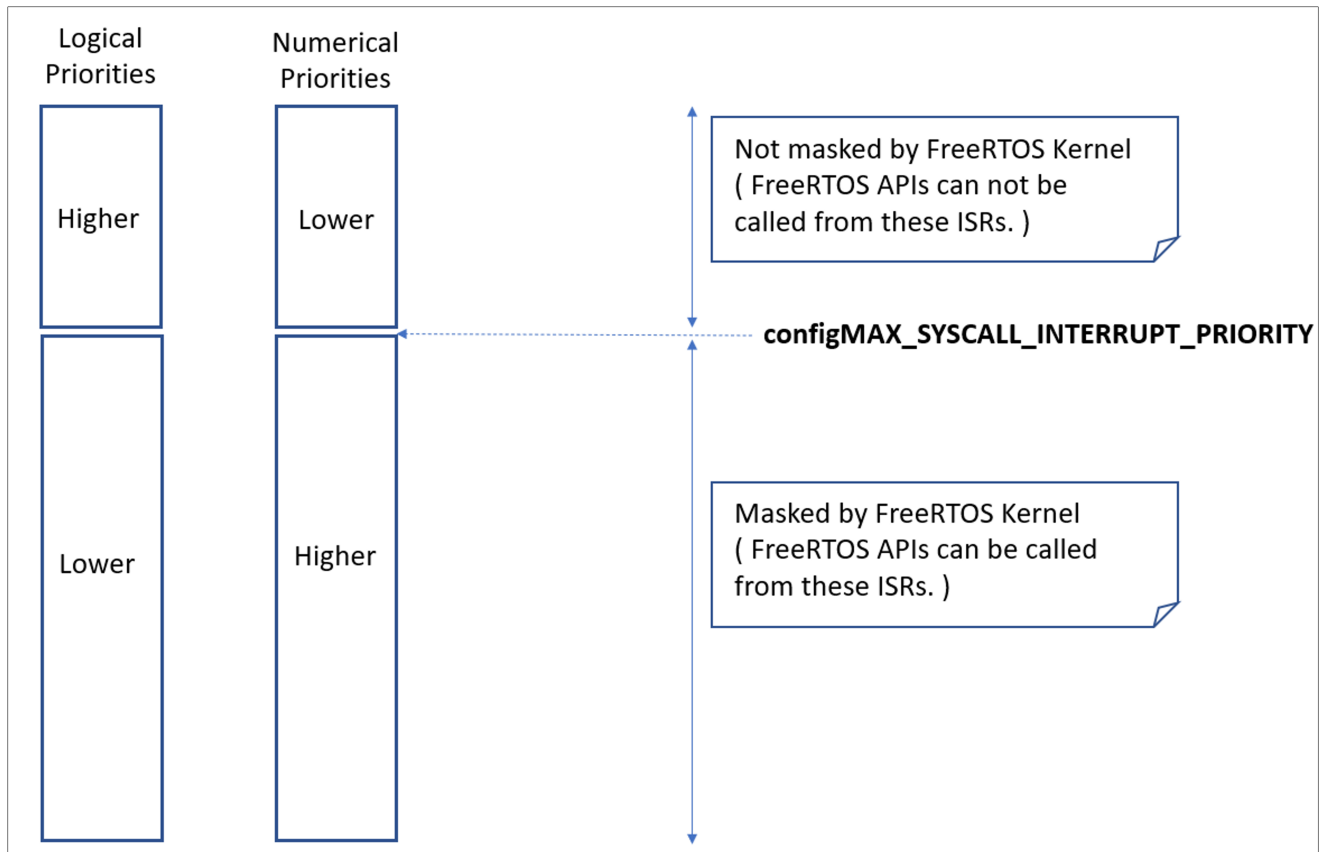 Logical
Priorities
Numerical
Priorities
Higher
Lower
Not masked by FreeRTOS Kernel
( FreeRTOS APIs can not be
called from these ISRs. )
configMAX_SYSCALL_INTERRUPT_PRIORITY
Lower
Higher
Masked by FreeRTOS Kernel
( FreeRTOS APIs can be called
from these ISRs. )